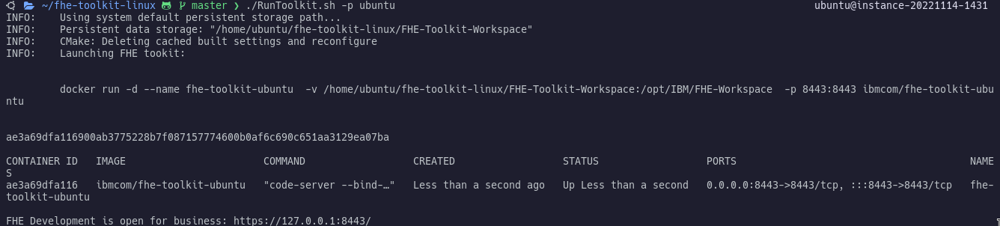 ~/fhe-toolkit-linux master ❯ ./RunToolkit.sh -p ubuntu ubuntu@instance-20221114-1431
INFO: Using system default persistent storage path...
INFO: Persistent data storage: "/home/ubuntu/fhe-toolkit-linux/FHE-Toolkit-Workspace"
INFO: CMake: Deleting cached built settings and reconfigure
INFO: Launching FHE tookit:
docker run -d --name fhe-toolkit-ubuntu -v /home/ubuntu/fhe-toolkit-linux/FHE-Toolkit-Workspace:/opt/IBM/FHE-Workspace -p 8443:8443 ibmcom/fhe-toolkit-ubu
ntu
ae3a69dfa116900ab3775228b7f087157774600b0af6c690c651aa3129ea07ba
CONTAINER ID IMAGE COMMAND CREATED STATUS PORTS NAME
S
ae3a69dfa116 ibmcom/fhe-toolkit-ubuntu "code-server --bind-…" Less than a second ago Up Less than a second 0.0.0.0:8443->8443/tcp, :::8443->8443/tcp fhe-
toolkit-ubuntu
FHE Development is open for business: https://127.0.0.1:8443/